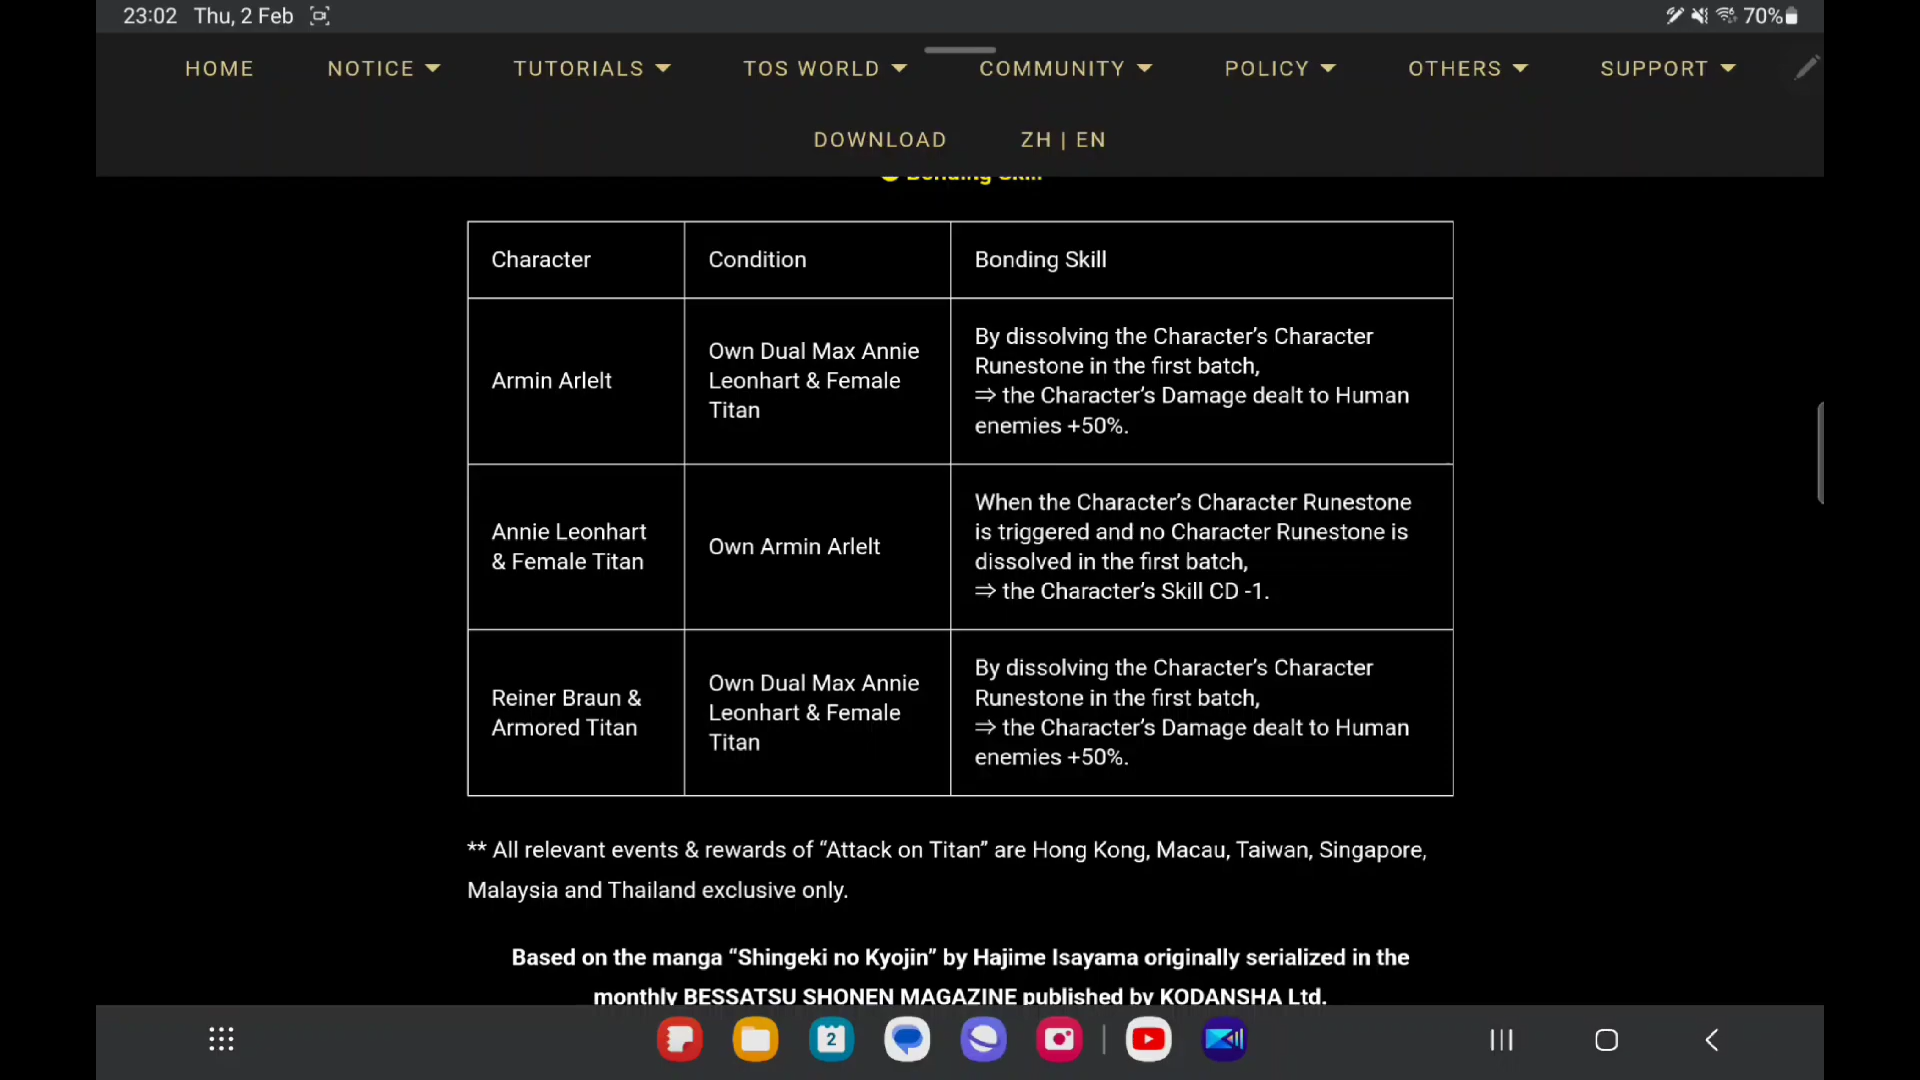 23:02 Thu, 2 Feb
70%
HOME NOTICE TUTORIALS TOS WORLD COMMUNITY POLICY OTHERS SUPPORT
DOWNLOAD ZH | EN
Bonding Skill
Character Condition Bonding Skill
Armin Arlelt
Own Dual Max Annie
Leonhart & Female
Titan
By dissolving the Character’s Character
Runestone in the first batch,
⇒ the Character’s Damage dealt to Human
enemies +50%.
Annie Leonhart
& Female Titan
Own Armin Arlelt
When the Character’s Character Runestone
is triggered and no Character Runestone is
dissolved in the first batch,
⇒ the Character’s Skill CD -1.
Reiner Braun &
Armored Titan
Own Dual Max Annie
Leonhart & Female
Titan
By dissolving the Character’s Character
Runestone in the first batch,
⇒ the Character’s Damage dealt to Human
enemies +50%.
** All relevant events & rewards of “Attack on Titan” are Hong Kong, Macau, Taiwan, Singapore,
Malaysia and Thailand exclusive only.
Based on the manga “Shingeki no Kyojin” by Hajime Isayama originally serialized in the
monthly BESSATSU SHONEN MAGAZINE published by KODANSHA Ltd.
2